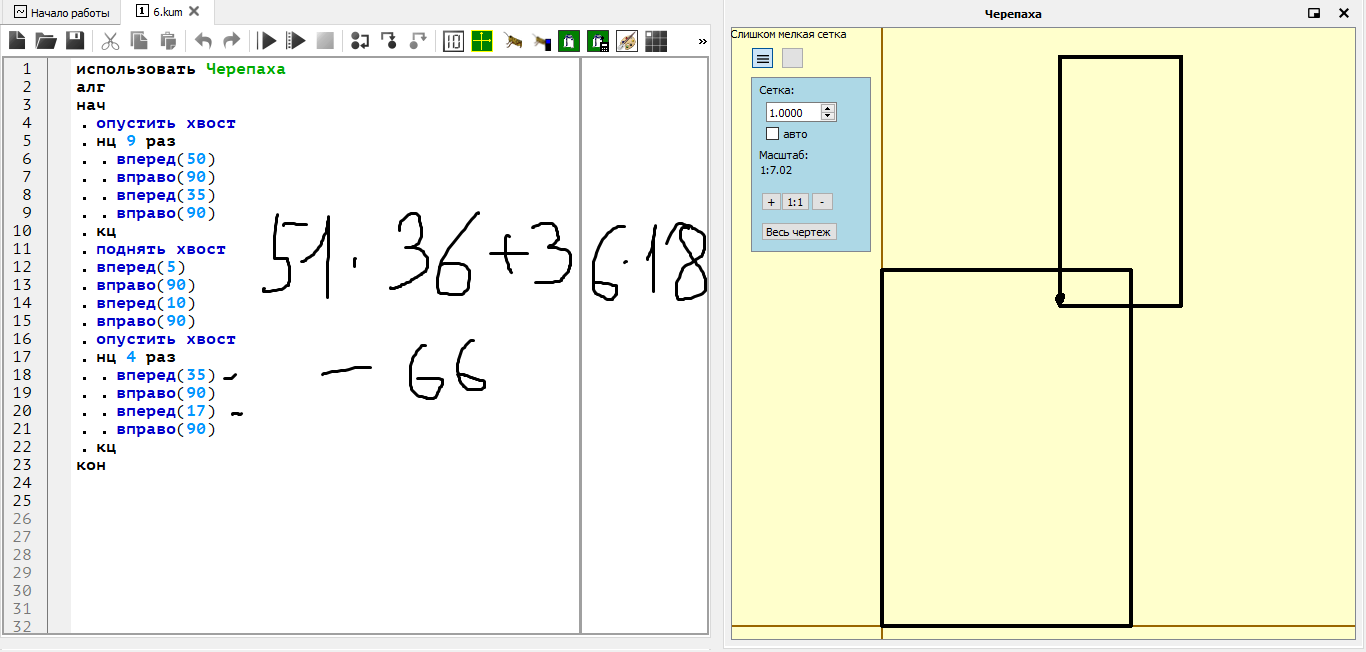 Начало работы
6.kum
Черепаха
1 использовать Черепаха
2 алг
3 нач
4 . опустить хвост
5 . нц 9 раз
6 . . вперед(50)
7 . . вправо(90)
8 . . вперед(35)
9 . . вправо(90)
10 . кц
11 . поднять хвост
12 . вперед(5)
13 . вправо(90)
14 . вперед(10)
15 . вправо(90)
16 . опустить хвост
17 . нц 4 раз
18 . . вперед(35)
19 . . вправо(90)
20 . . вперед(17)
21 . . вправо(90)
22 . кц
23 кон
24
25
26
27
28
29
30
31
32
51 · 36 + 36 · 18
- 66
Слишком мелкая сетка
Сетка:
1.0000
авто
Масштаб:
1:7.02
+ 1:1 -
Весь чертеж